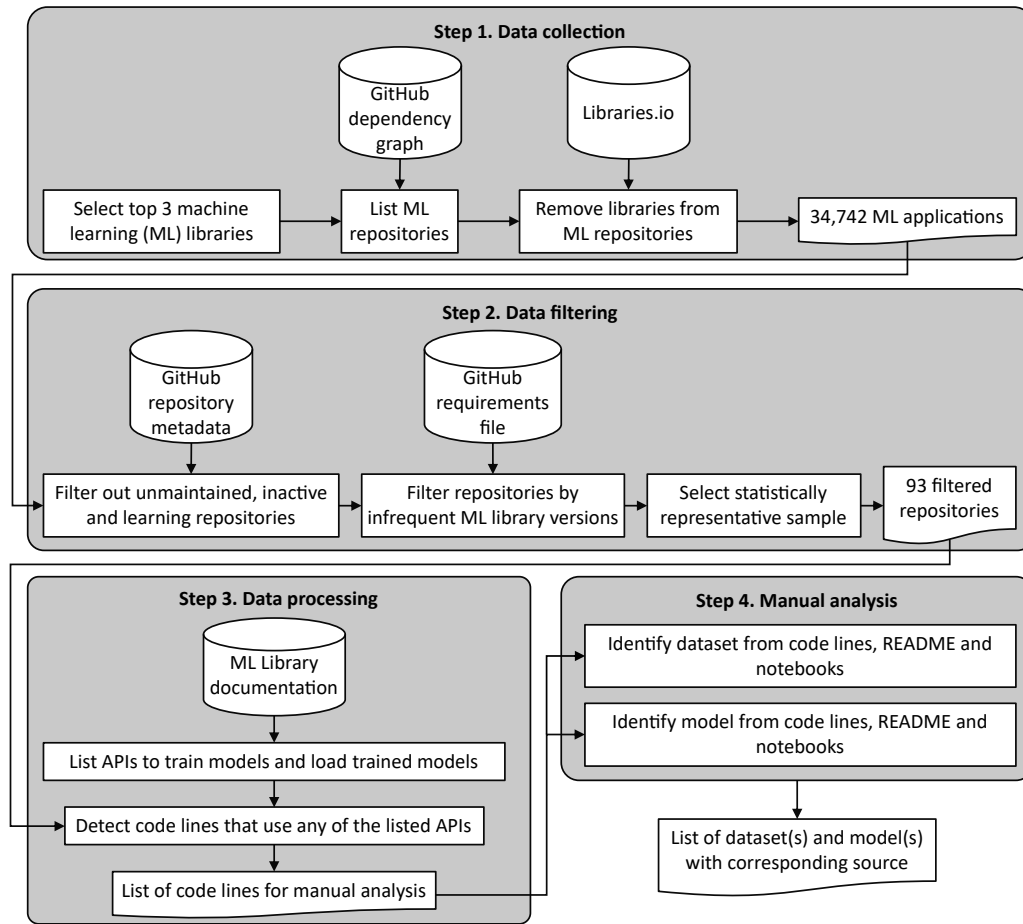 Step 1. Data collection
GitHub
dependency
graph
Libraries.io
Select top 3 machine
learning (ML) libraries
List ML
repositories
Remove libraries from
ML repositories
34,742 ML applications
Step 2. Data filtering
GitHub
repository
metadata
GitHub
requirements
file
Filter out unmaintained, inactive
and learning repositories
Filter repositories by
infrequent ML library versions
Select statistically
representative sample
93 filtered
repositories
Step 3. Data processing
ML Library
documentation
List APIs to train models and load trained models
Detect code lines that use any of the listed APIs
List of code lines for manual analysis
Step 4. Manual analysis
Identify dataset from code lines, README and
notebooks
Identify model from code lines, README and
notebooks
List of dataset(s) and model(s)
with corresponding source